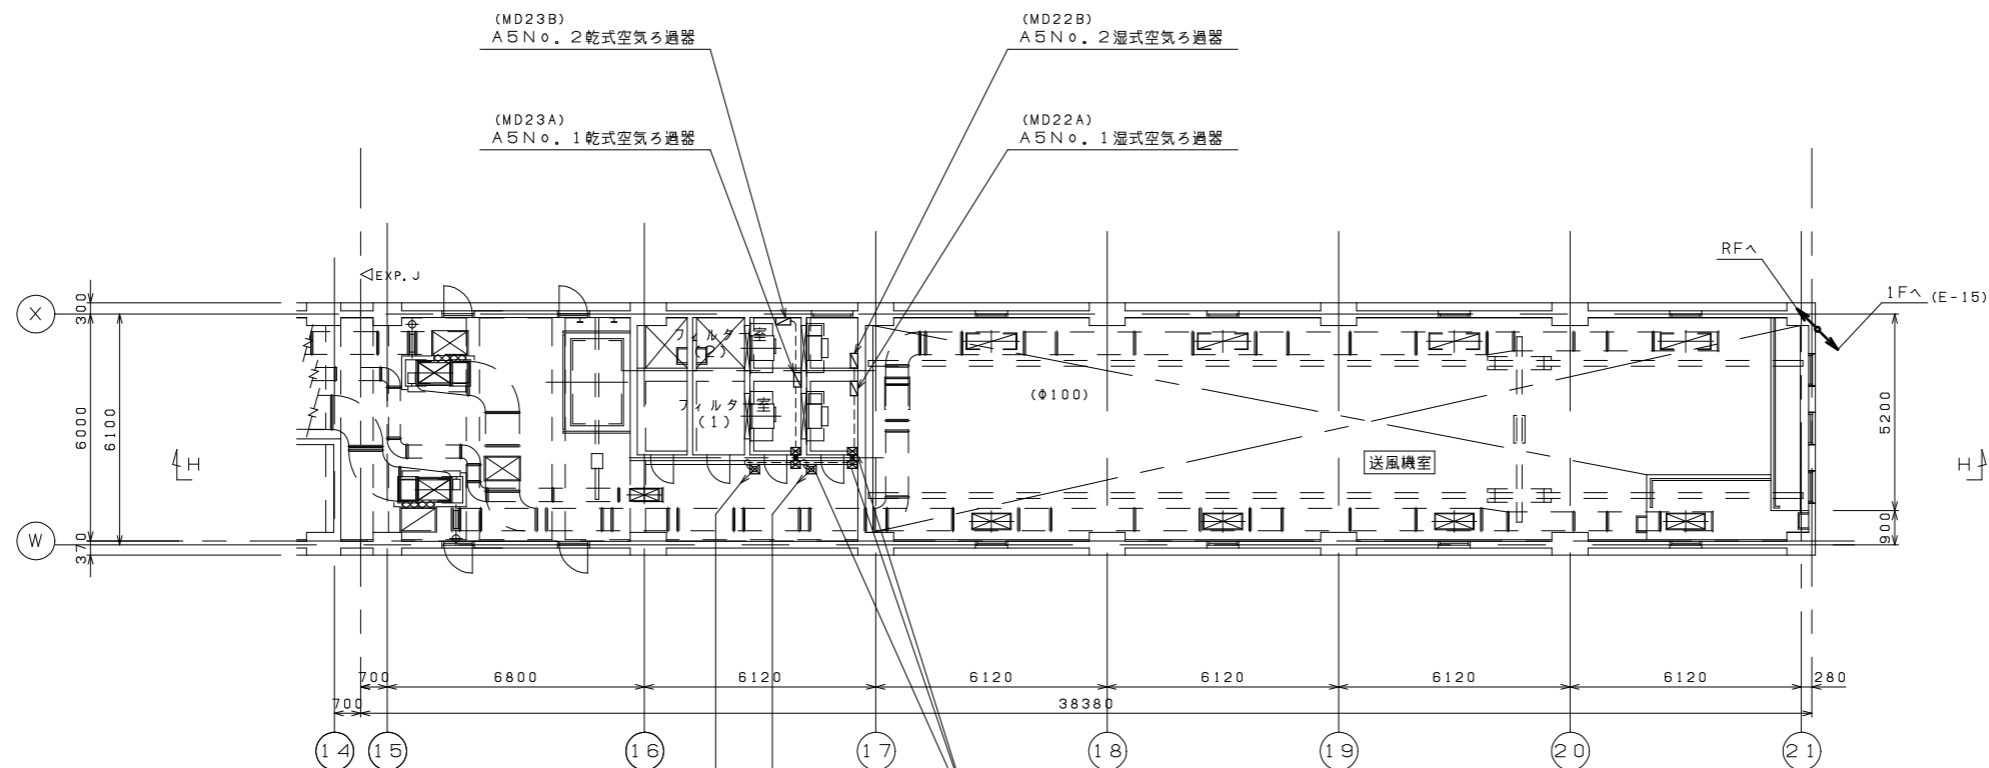 (MD23B)
A5No.2乾式空気ろ過器
(MD22B)
A5No.2湿式空気ろ過器
(MD23A)
A5No.1乾式空気ろ過器
(MD22A)
A5No.1湿式空気ろ過器
EXP.J
RFへ
1Fへ (E-15)
X
300
フィルター室
(2)
(Φ100)
フィルター室
(1)
6000
6100
5200
H
送風機室
H
W
370
900
700
6800
6120
6120
6120
6120
6120
280
700
38380
14
15
16
17
18
19
20
21